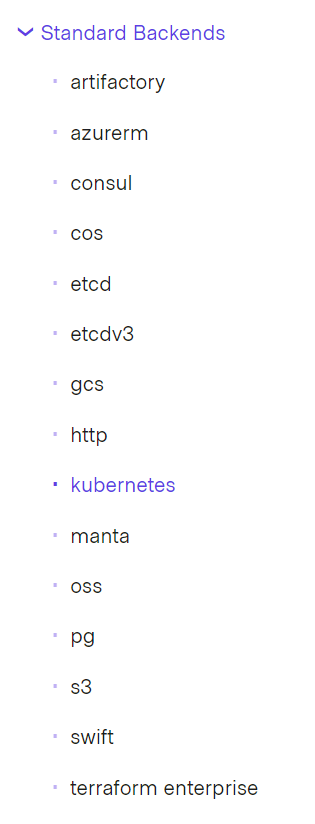 Standard Backends
artifactory
azurerm
consul
cos
etcd
etcdv3
gcs
http
kubernetes
manta
oss
pg
s3
swift
terraform enterprise